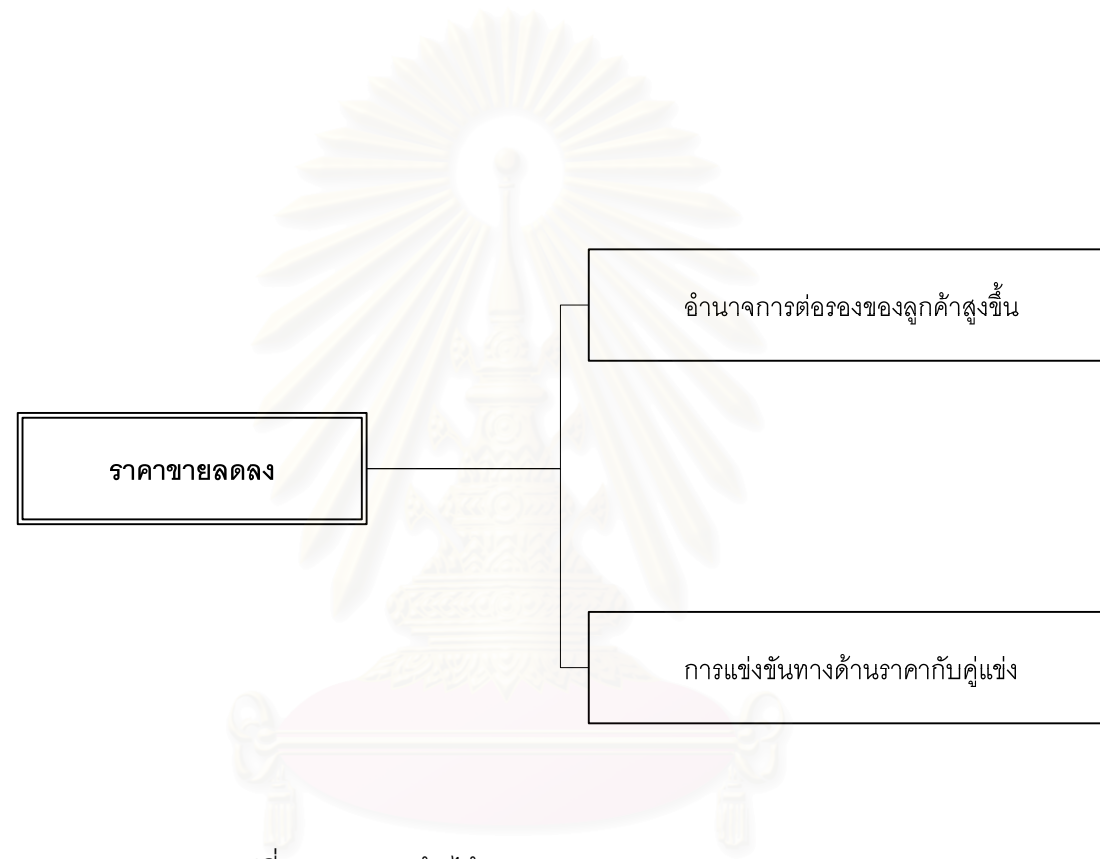 อำนาจการต่อรองของลูกค้าสูงขึ้น
ราคาขายลดลง
การแข่งขันทางด้านราคากับคู่แข่ง